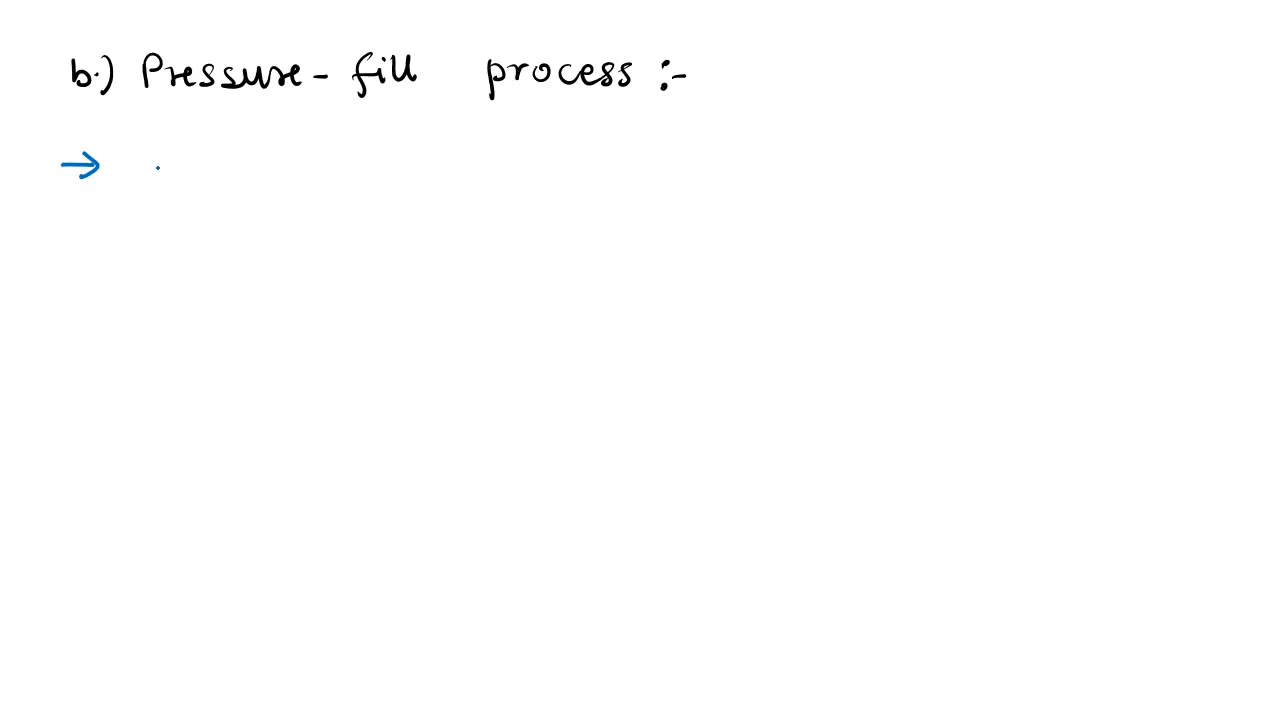 b.) Pressure - fill process :-
→